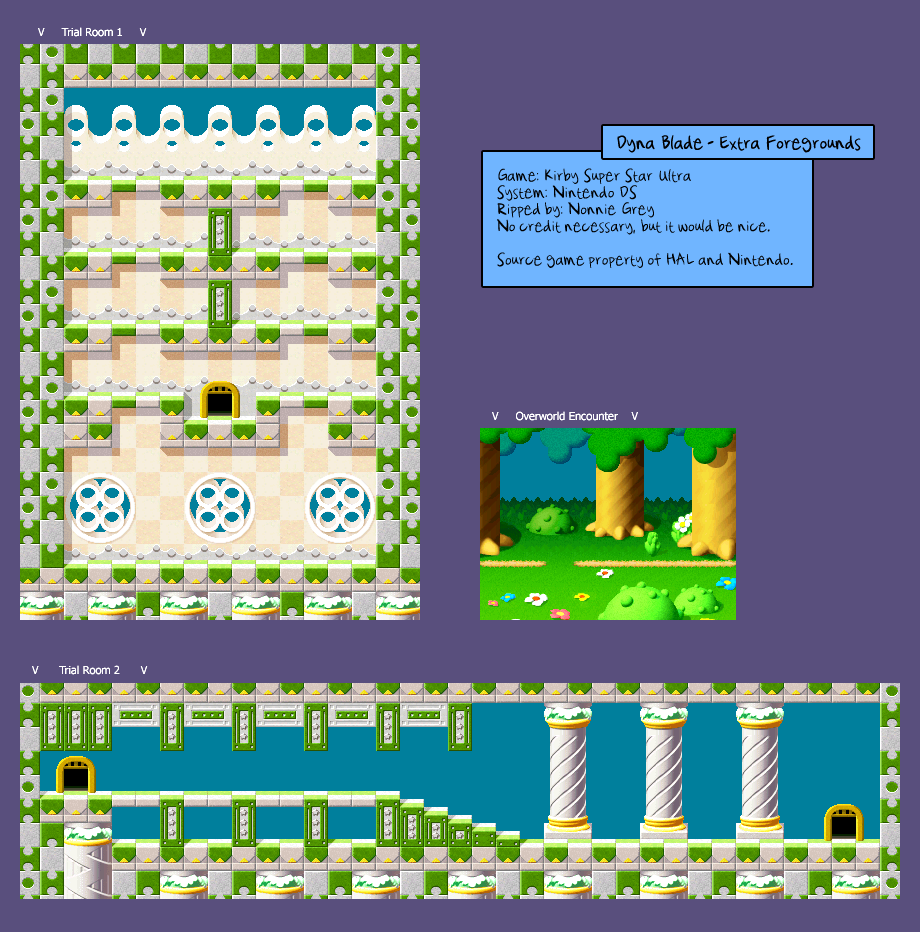 V Trial Room 1 V
Dyna Blade - Extra Foregrounds
Game: Kirby Super Star Ultra
System: Nintendo DS
Ripped by: Nonnie Grey
No credit necessary, but it would be nice.
Source game property of HAL and Nintendo.
V Overworld Encounter V
V Trial Room 2 V